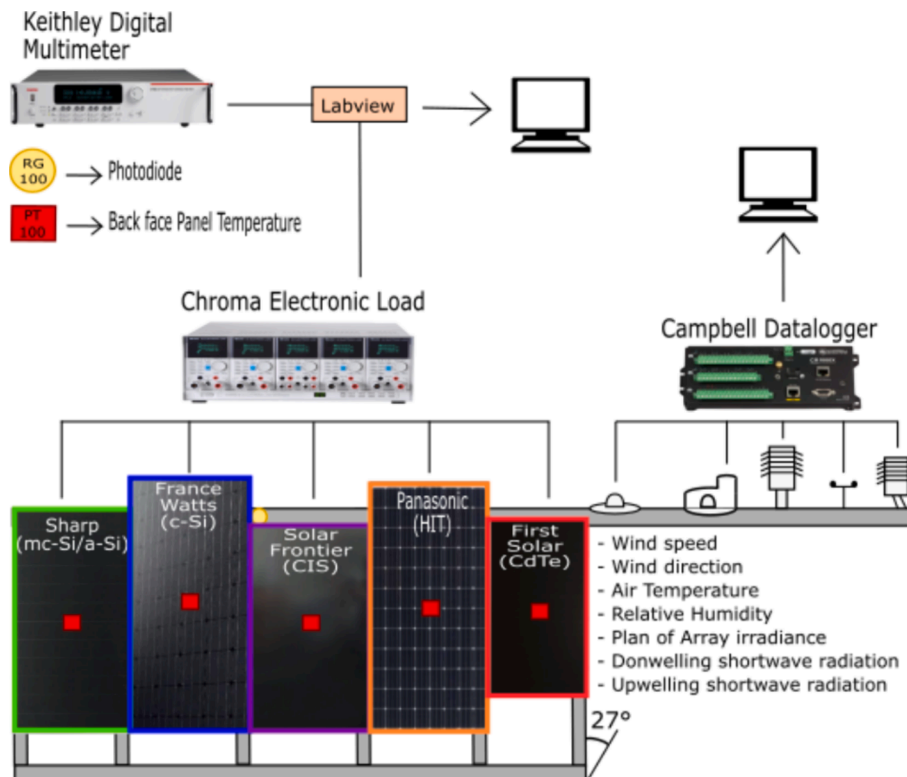 Keithley Digital
Multimeter
Labview
RG
100
Photodiode
PT
100
Back face Panel Temperature
Chroma Electronic Load
Campbell Datalogger
Sharp
(mc-Si/a-Si)
France
Watts
(c-Si)
Solar
Frontier
(CIS)
Panasonic
(HIT)
First
Solar
(CdTe)
- Wind speed
- Wind direction
- Air Temperature
- Relative Humidity
- Plan of Array irradiance
- Donwelling shortwave radiation
- Upwelling shortwave radiation
27°